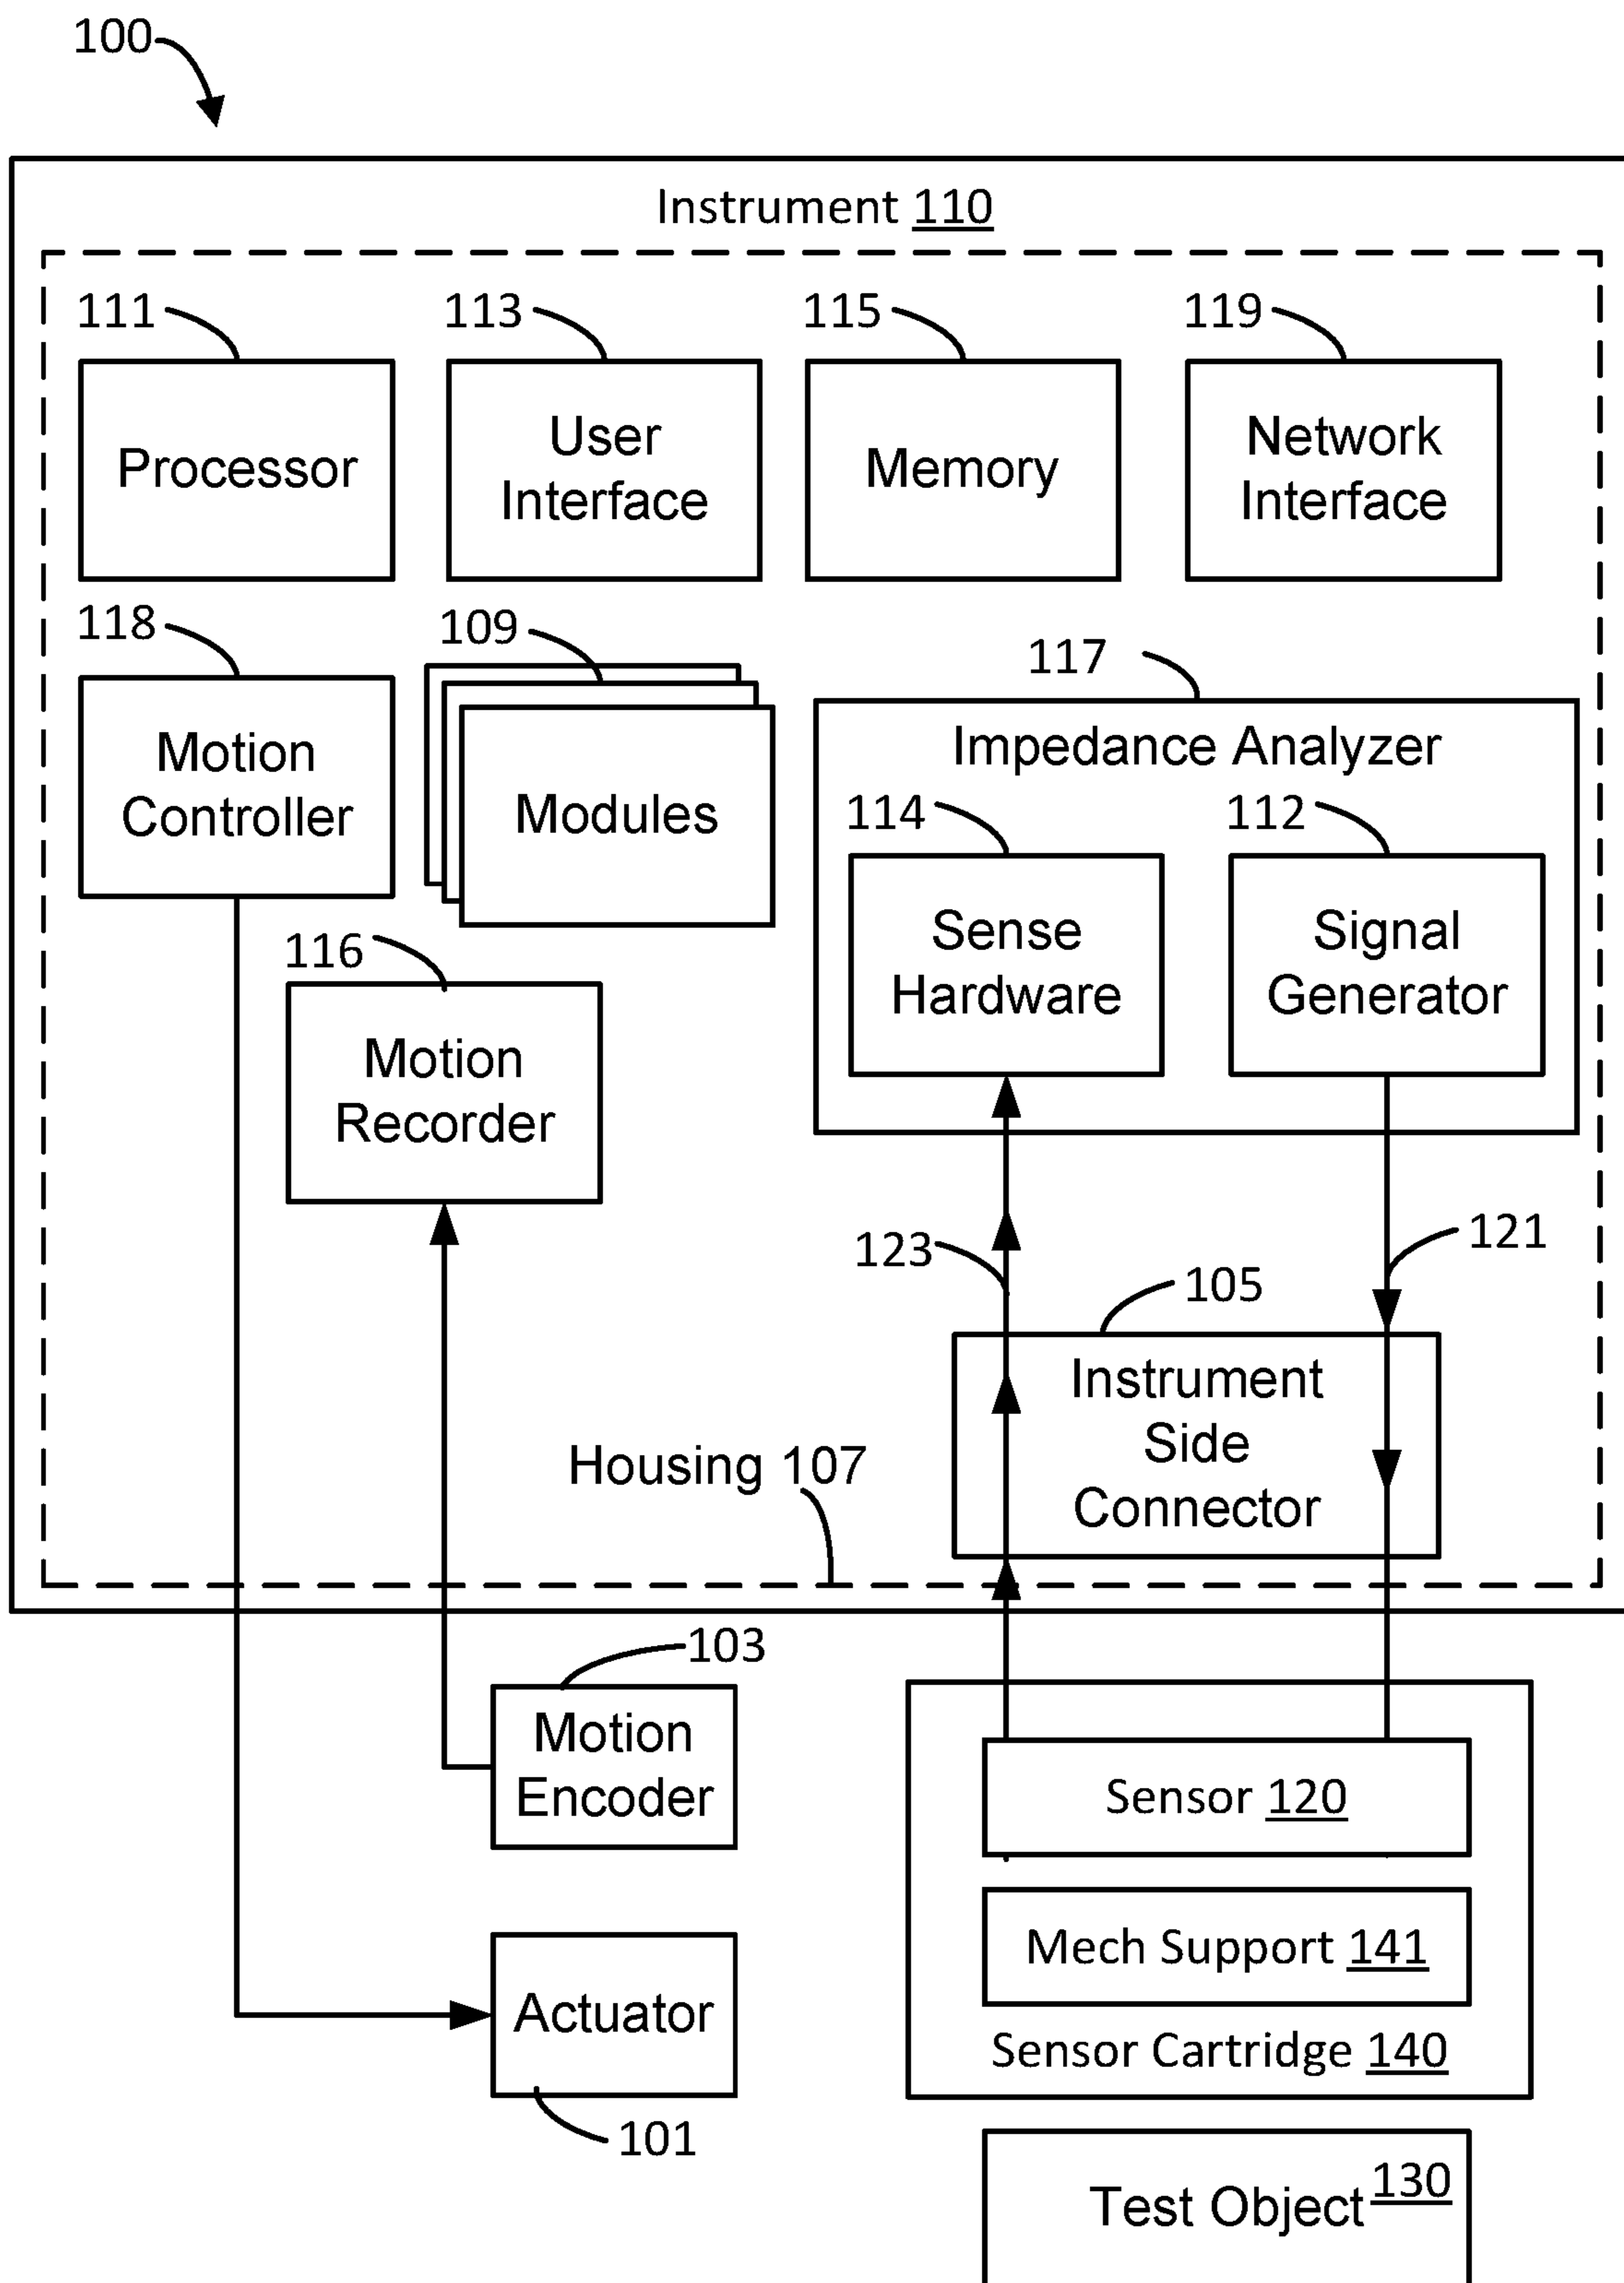 100
Instrument 110
111
113
115
119
Processor
User
Interface
Memory
Network
Interface
118
109
117
Motion
Controller
Modules
Impedance Analyzer
114
112
Sense
Hardware
Signal
Generator
116
Motion
Recorder
123
121
105
Instrument
Side
Connector
Housing 107
103
Motion
Encoder
Sensor 120
Mech Support 141
Sensor Cartridge 140
Actuator
101
Test Object 130